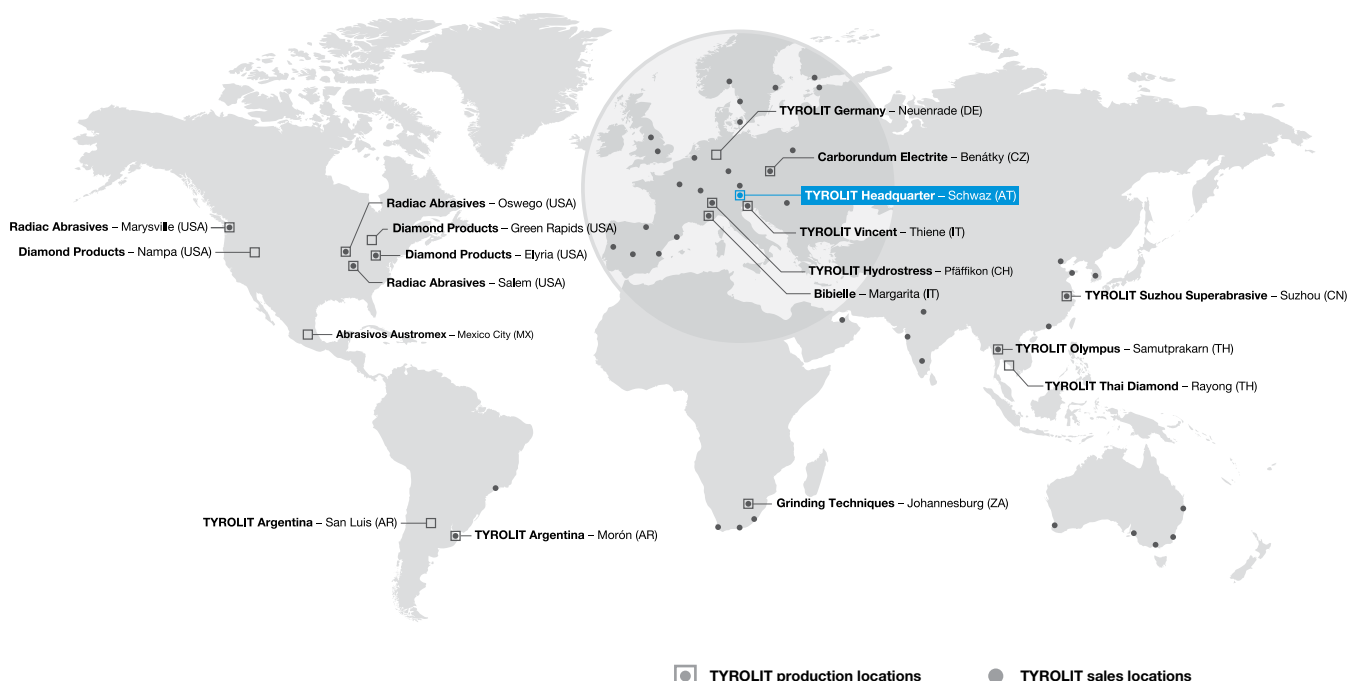 TYROLIT Germany – Neuenrade (DE)
Carborundum Electrite – Benátky (CZ)
TYROLIT Headquarter – Schwaz (AT)
Radiac Abrasives – Oswego (USA)
Radiac Abrasives – Marysville (USA)
Diamond Products – Green Rapids (USA)
TYROLIT Vincent – Thiene (IT)
Diamond Products – Nampa (USA)
Diamond Products – Elyria (USA)
TYROLIT Hydrostress – Pfäffikon (CH)
Radiac Abrasives – Salem (USA)
Bibielle – Margarita (IT)
TYROLIT Suzhou Superabrasive – Suzhou (CN)
Abrasivos Austromex – Mexico City (MX)
TYROLIT Olympus – Samutprakarn (TH)
TYROLIT Thai Diamond – Rayong (TH)
Grinding Techniques – Johannesburg (ZA)
TYROLIT Argentina – San Luis (AR)
TYROLIT Argentina – Morón (AR)
TYROLIT production locations
TYROLIT sales locations